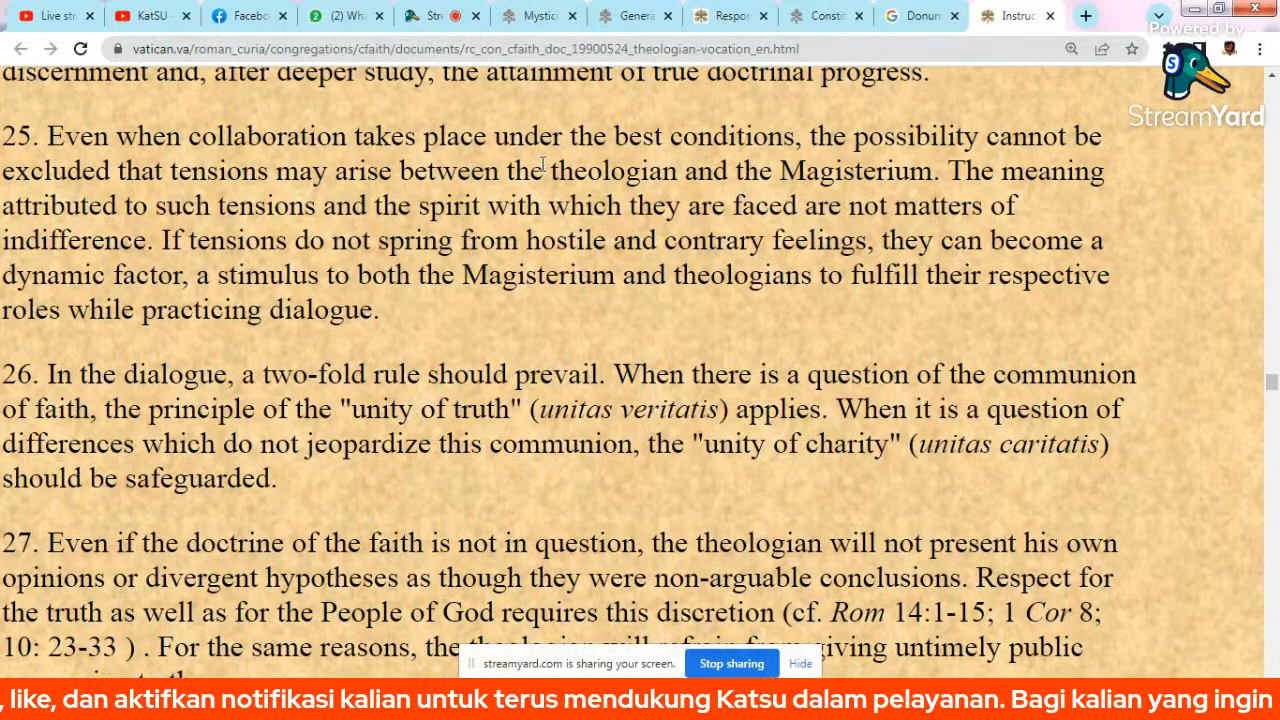 Live stre
KatSU -
Facebo
(2) Wha
Stre
Mystic
Genera
Respor
Constit
Donun
Instruc
vatican.va/roman_curia/congregations/cfaith/documents/rc_con_cfaith_doc_19900524_theologian-vocation_en.html
Powered by
StreamYard
discernment and, after deeper study, the attainment of true doctrinal progress.
25. Even when collaboration takes place under the best conditions, the possibility cannot be
excluded that tensions may arise between the theologian and the Magisterium. The meaning
attributed to such tensions and the spirit with which they are faced are not matters of
indifference. If tensions do not spring from hostile and contrary feelings, they can become a
dynamic factor, a stimulus to both the Magisterium and theologians to fulfill their respective
roles while practicing dialogue.
26. In the dialogue, a two-fold rule should prevail. When there is a question of the communion
of faith, the principle of the "unity of truth" (unitas veritatis) applies. When it is a question of
differences which do not jeopardize this communion, the "unity of charity" (unitas caritatis)
should be safeguarded.
27. Even if the doctrine of the faith is not in question, the theologian will not present his own
opinions or divergent hypotheses as though they were non-arguable conclusions. Respect for
the truth as well as for the People of God requires this discretion (cf. Rom 14:1-15; 1 Cor 8;
10: 23-33 ) . For the same reasons, the theologian will refrain from giving untimely public
streamyard.com is sharing your screen.
Stop sharing
Hide
, like, dan aktifkan notifikasi kalian untuk terus mendukung Katsu dalam pelayanan. Bagi kalian yang ingin